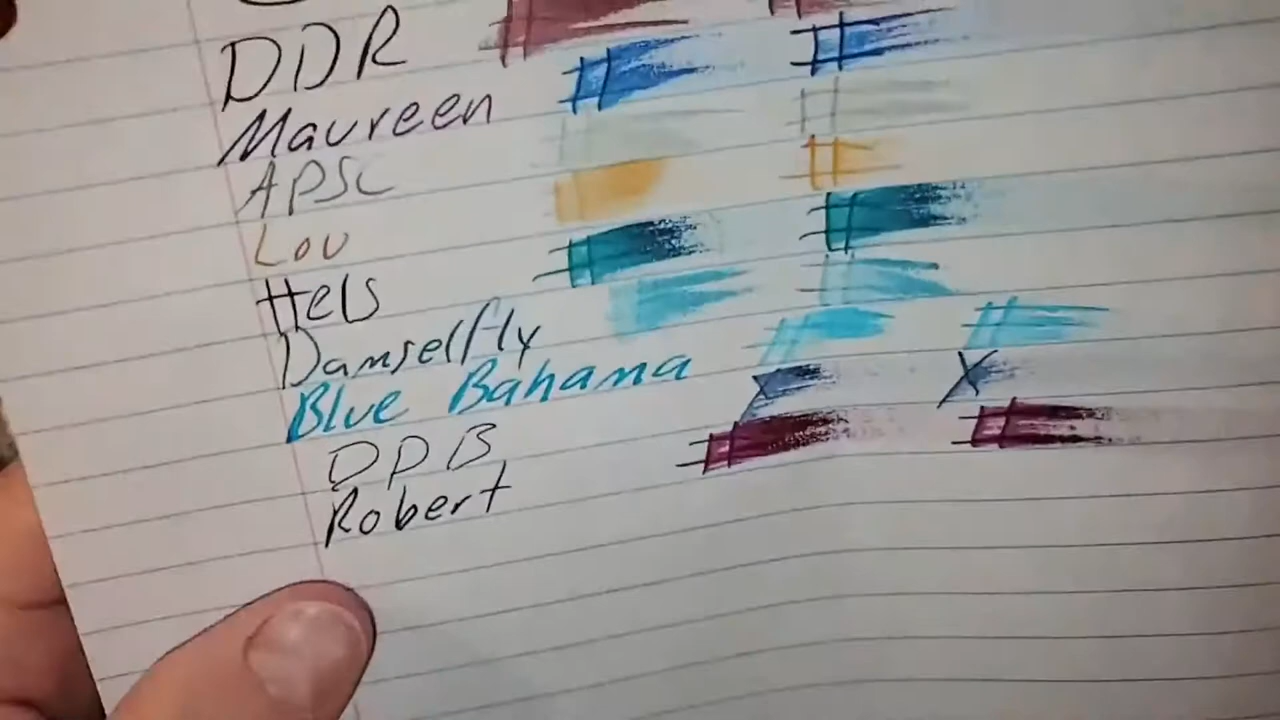 DDR
Maureen
APSC
Lou
Hels
Damselfly
Blue Bahama
DPB
Robert